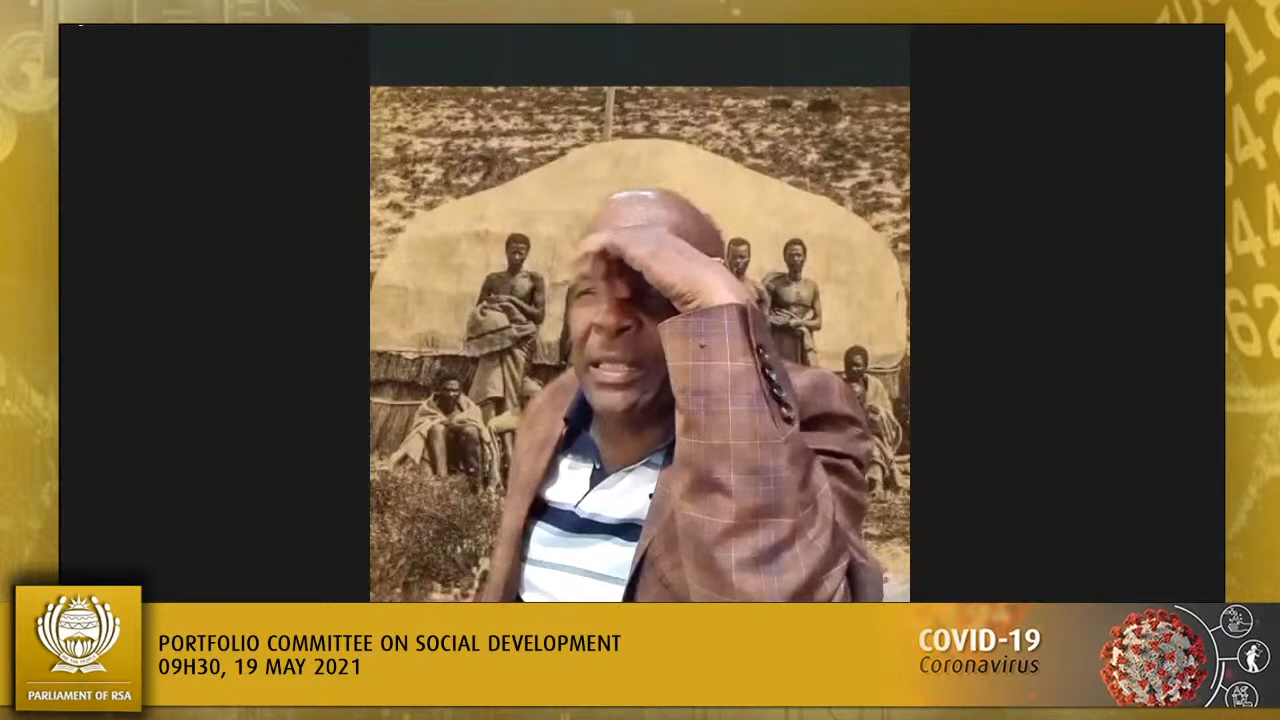 PORTFOLIO COMMITTEE ON SOCIAL DEVELOPMENT
09H30, 19 MAY 2021
PARLIAMENT OF RSA
COVID-19
Coronavirus